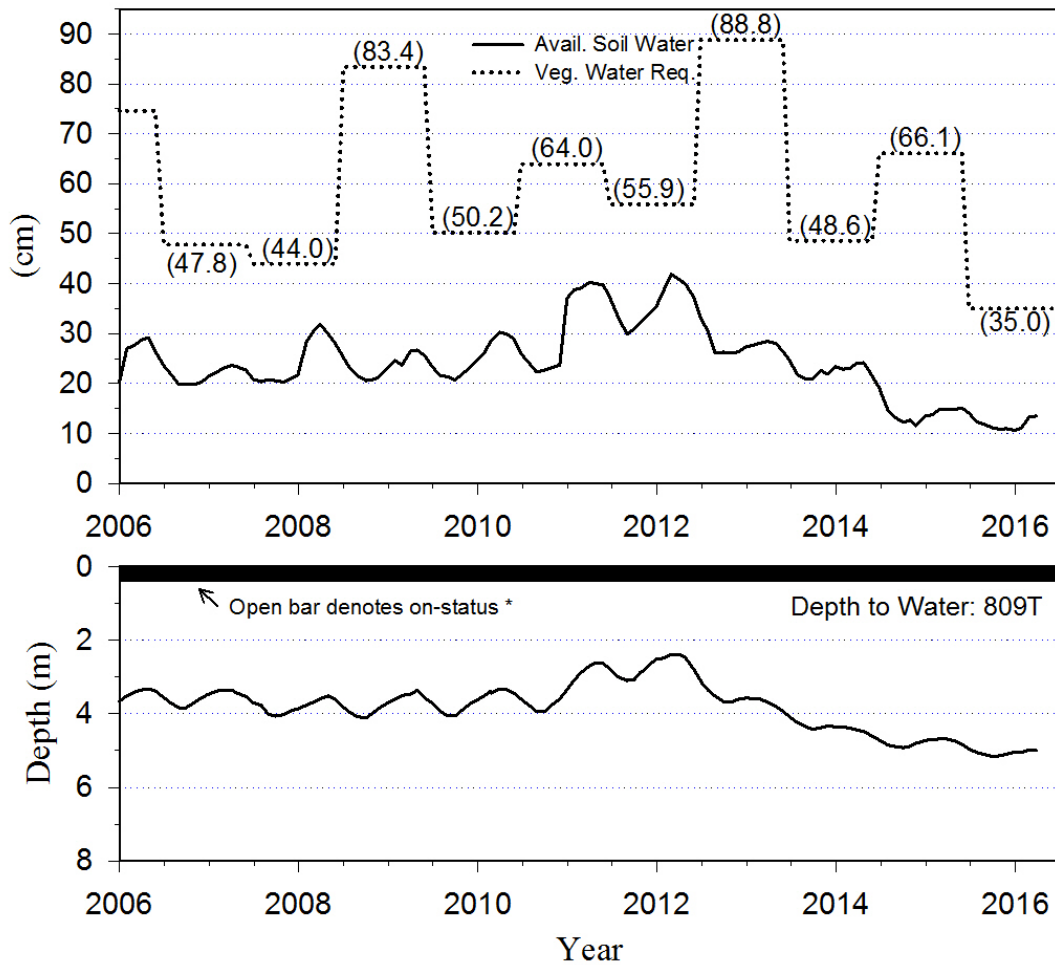 90
80
70
60
50
40
30
20
10
0
(cm)
Avail. Soil Water
Veg. Water Req.
(47.8)
(44.0)
(83.4)
(50.2)
(64.0)
(55.9)
(88.8)
(48.6)
(66.1)
(35.0)
2006 2008 2010 2012 2014 2016
0
2
4
6
8
Depth (m)
Open bar denotes on-status *
Depth to Water: 809T
2006 2008 2010 2012 2014 2016
Year